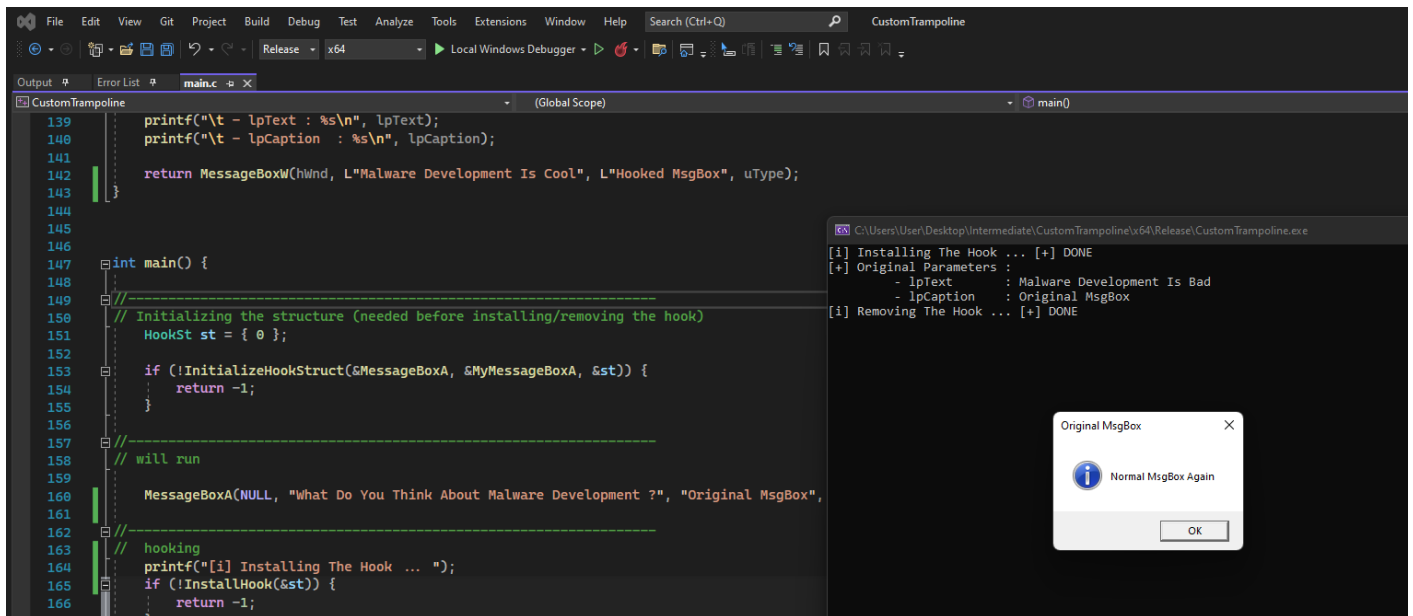 File Edit View Git Project Build Debug Test Analyze Tools Extensions Window Help Search (Ctrl+Q) CustomTrampoline
Release x64 Local Windows Debugger
Output Error List main.c
CustomTrampoline (Global Scope) main()
139 printf("\t - lpText : %s\n", lpText);
140 printf("\t - lpCaption  : %s\n", lpCaption);
141
142 return MessageBoxW(hWnd, L"Malware Development Is Cool", L"Hooked MsgBox", uType);
143 }
144
145
146
147 int main() {
148
149 //------------------------------------------------------------------
150 // Initializing the structure (needed before installing/removing the hook)
151 HookSt st = { 0 };
152
153 if (!InitializeHookStruct(&MessageBoxA, &MyMessageBoxA, &st)) {
154 return -1;
155 }
156
157 //------------------------------------------------------------------
158 // will run
159
160 MessageBoxA(NULL, "What Do You Think About Malware Development ?", "Original MsgBox",
161
162 //------------------------------------------------------------------
163 //  hooking
164 printf("[i] Installing The Hook ... ");
165 if (!InstallHook(&st)) {
166 return -1;
C:\Users\User\Desktop\Intermediate\CustomTrampoline\x64\Release\CustomTrampoline.exe
[i] Installing The Hook ... [+] DONE
[+] Original Parameters :
- lpText : Malware Development Is Bad
- lpCaption : Original MsgBox
[i] Removing The Hook ... [+] DONE
Original MsgBox
Normal MsgBox Again
OK